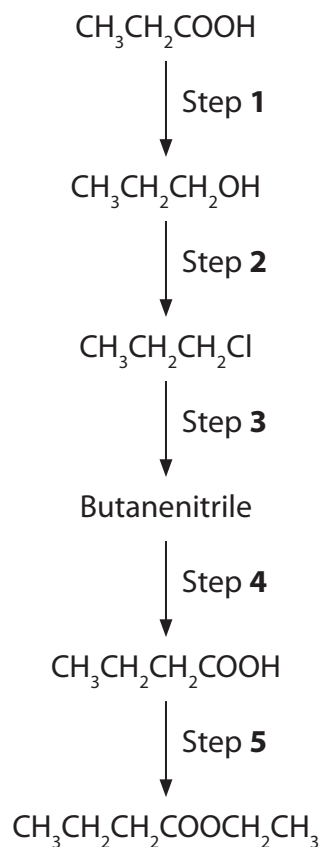 CH₃CH₂COOH
Step 1
CH₃CH₂CH₂OH
Step 2
CH₃CH₂CH₂Cl
Step 3
Butanenitrile
Step 4
CH₃CH₂CH₂COOH
Step 5
CH₃CH₂CH₂COOCH₂CH₃